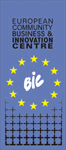 EUROPEAN
COMMUNITY
BUSINESS &
INNOVATION
CENTRE
BIC